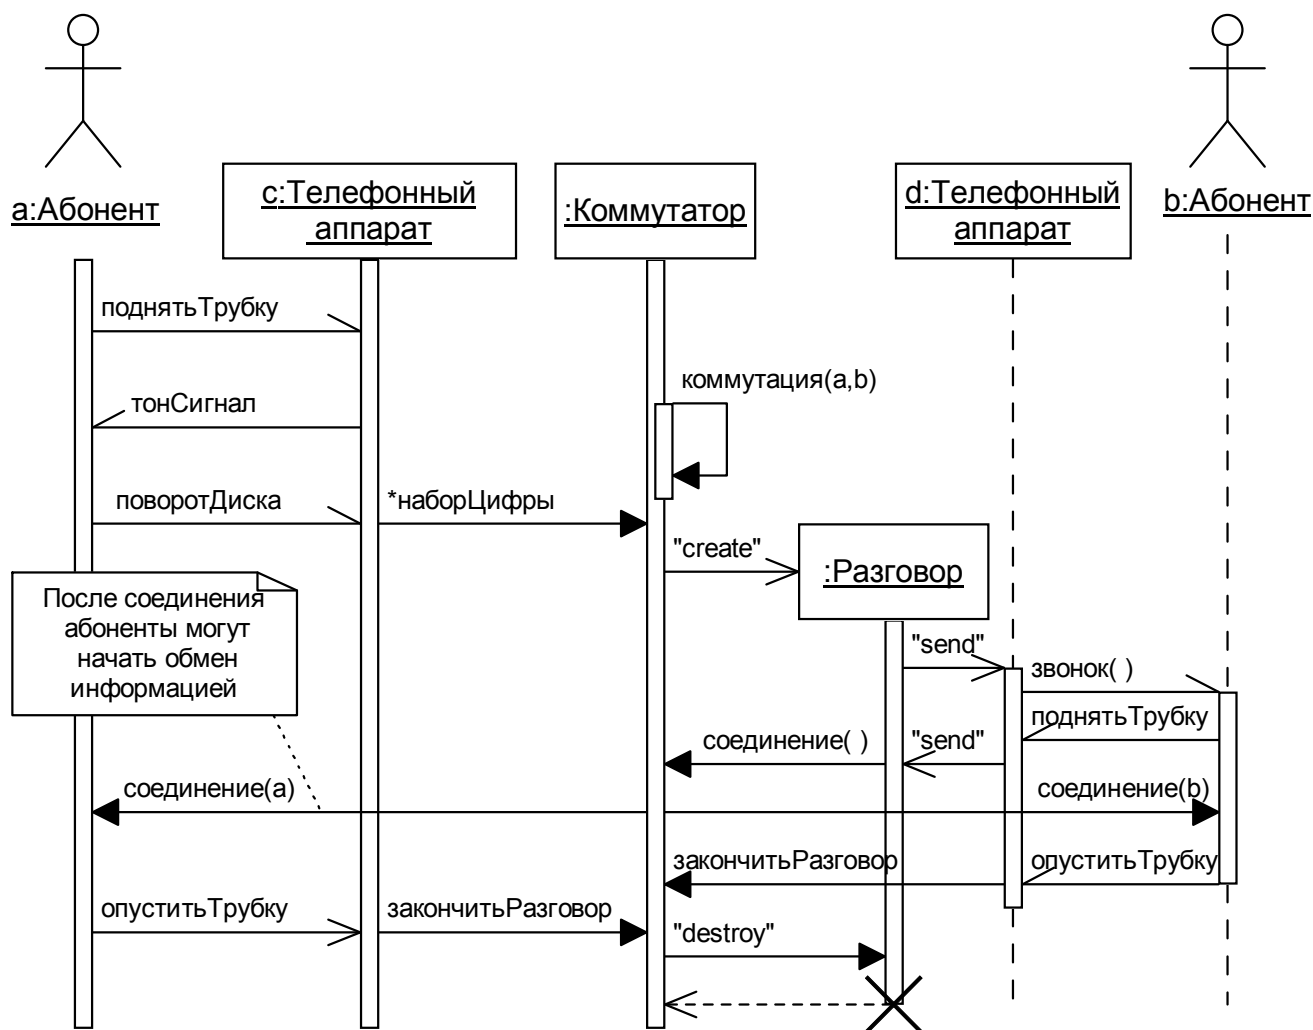 a:Абонент
c:Телефонный
аппарат
:Коммутатор
d:Телефонный
аппарат
b:Абонент
поднятьТрубку
коммутация(a,b)
тонСигнал
поворотДиска
*наборЦифры
"create"
:Разговор
После соединения
абоненты могут
начать обмен
информацией
"send"
звонок( )
поднятьТрубку
соединение( )
"send"
соединение(a)
соединение(b)
закончитьРазговор
опуститьТрубку
опуститьТрубку
закончитьРазговор
"destroy"